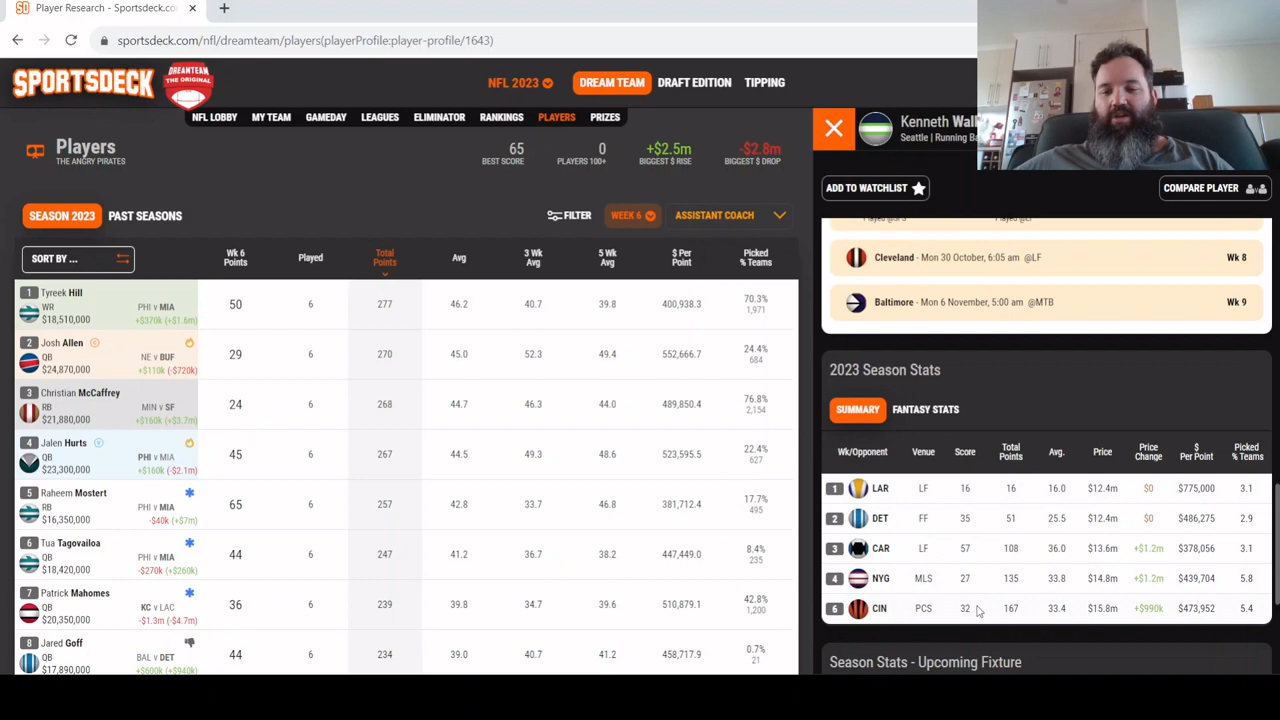 Player Research - Sportsdeck.co
sportsdeck.com/nfl/dreamteam/players(playerProfile:player-profile/1643)
SPORTSDECK
DREAMTEAM
THE ORIGINAL
NFL 2023
DREAM TEAM
DRAFT EDITION
TIPPING
NFL LOBBY
MY TEAM
GAMEDAY
LEAGUES
ELIMINATOR
RANKINGS
PLAYERS
PRIZES
Players
THE ANGRY PIRATES
65
BEST SCORE
0
PLAYERS 100+
+$2.5m
BIGGEST $ RISE
-$2.8m
BIGGEST $ DROP
SEASON 2023
PAST SEASONS
FILTER
WEEK 6
ASSISTANT COACH
SORT BY ...
Wk 6 Points
Played
Total Points
Avg
3 Wk Avg
5 Wk Avg
$ Per Point
Picked % Teams
1 Tyreek Hill
WR PHI v MIA
$18,510,000 +$370k (+$1.6m)
50 6 277 46.2 40.7 39.8 400,938.3 70.3% 1,971
2 Josh Allen C
QB NE v BUF
$24,870,000 +$110k (-$720k)
29 6 270 45.0 52.3 49.4 552,666.7 24.4% 684
3 Christian McCaffrey
RB MIN v SF
$21,880,000 +$160k (+$3.7m)
24 6 268 44.7 46.3 44.0 489,850.4 76.8% 2,154
4 Jalen Hurts V
QB PHI v MIA
$23,300,000 +$160k (-$2.1m)
45 6 267 44.5 49.3 48.6 523,595.5 22.4% 627
5 Raheem Mostert
RB PHI v MIA
$16,350,000 -$40k (+$7m)
65 6 257 42.8 33.7 46.8 381,712.4 17.7% 495
6 Tua Tagovailoa
QB PHI v MIA
$18,420,000 -$270k (+$260k)
44 6 247 41.2 36.7 38.2 447,449.0 8.4% 235
7 Patrick Mahomes
QB KC v LAC
$20,350,000 -$1.3m (-$4.7m)
36 6 239 39.8 34.7 39.6 510,879.1 42.8% 1,200
8 Jared Goff
QB BAL v DET
$17,890,000 +$600k (+$940k)
44 6 234 39.0 40.7 41.2 458,717.9 0.7% 21
Kenneth Wal
Seattle | Running Ba
ADD TO WATCHLIST
COMPARE PLAYER
Cleveland - Mon 30 October, 6:05 am @LF Wk 8
Baltimore - Mon 6 November, 5:00 am @MTB Wk 9
2023 Season Stats
SUMMARY
FANTASY STATS
Wk/Opponent
Venue
Score
Total Points
Avg.
Price
Price Change
$ Per Point
Picked % Teams
1 LAR LF 16 16 16.0 $12.4m $0 $775,000 3.1
2 DET FF 35 51 25.5 $12.4m $0 $486,275 2.9
3 CAR LF 57 108 36.0 $13.6m +$1.2m $378,056 3.1
4 NYG MLS 27 135 33.8 $14.8m +$1.2m $439,704 5.8
6 CIN PCS 32 167 33.4 $15.8m +$990k $473,952 5.4
Season Stats - Upcoming Fixture